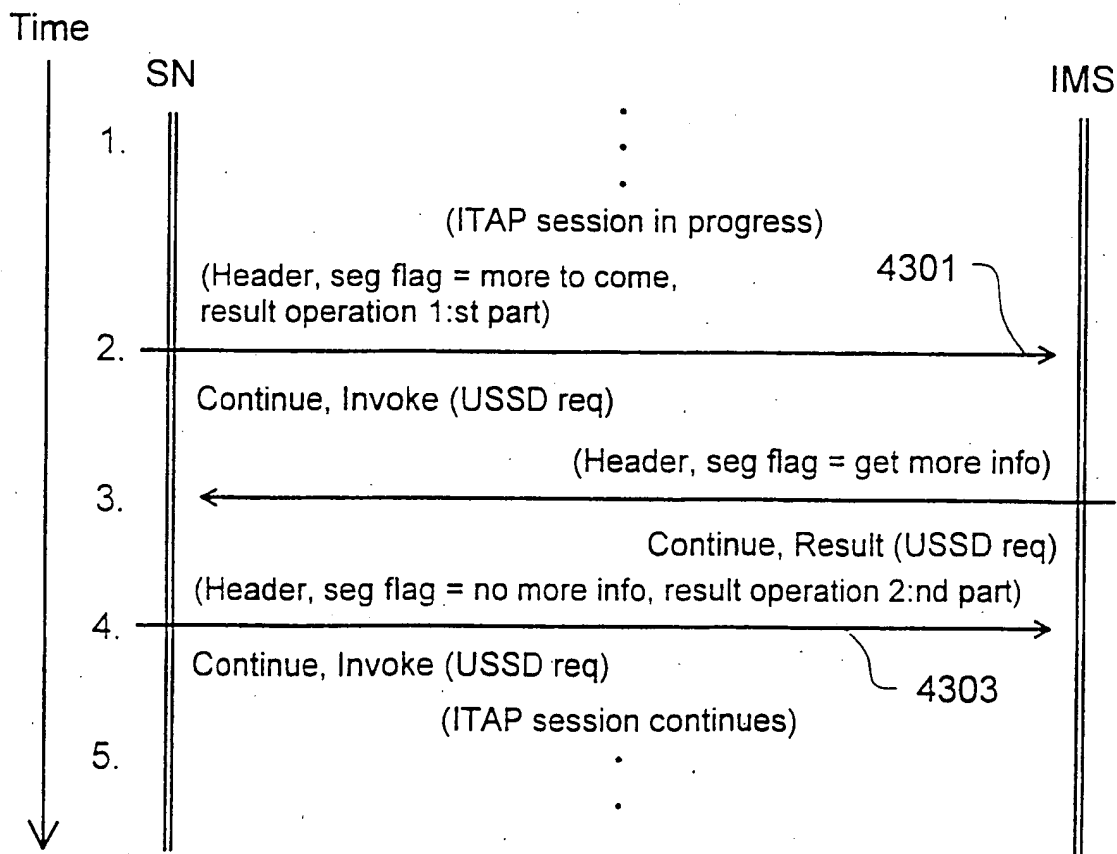 Time
SN
IMS
1.
(ITAP session in progress)
(Header, seg flag = more to come,
result operation 1:st part)
4301
2.
Continue, Invoke (USSD req)
(Header, seg flag = get more info)
3.
Continue, Result (USSD req)
(Header, seg flag = no more info, result operation 2:nd part)
4.
Continue, Invoke (USSD req)
4303
(ITAP session continues)
5.